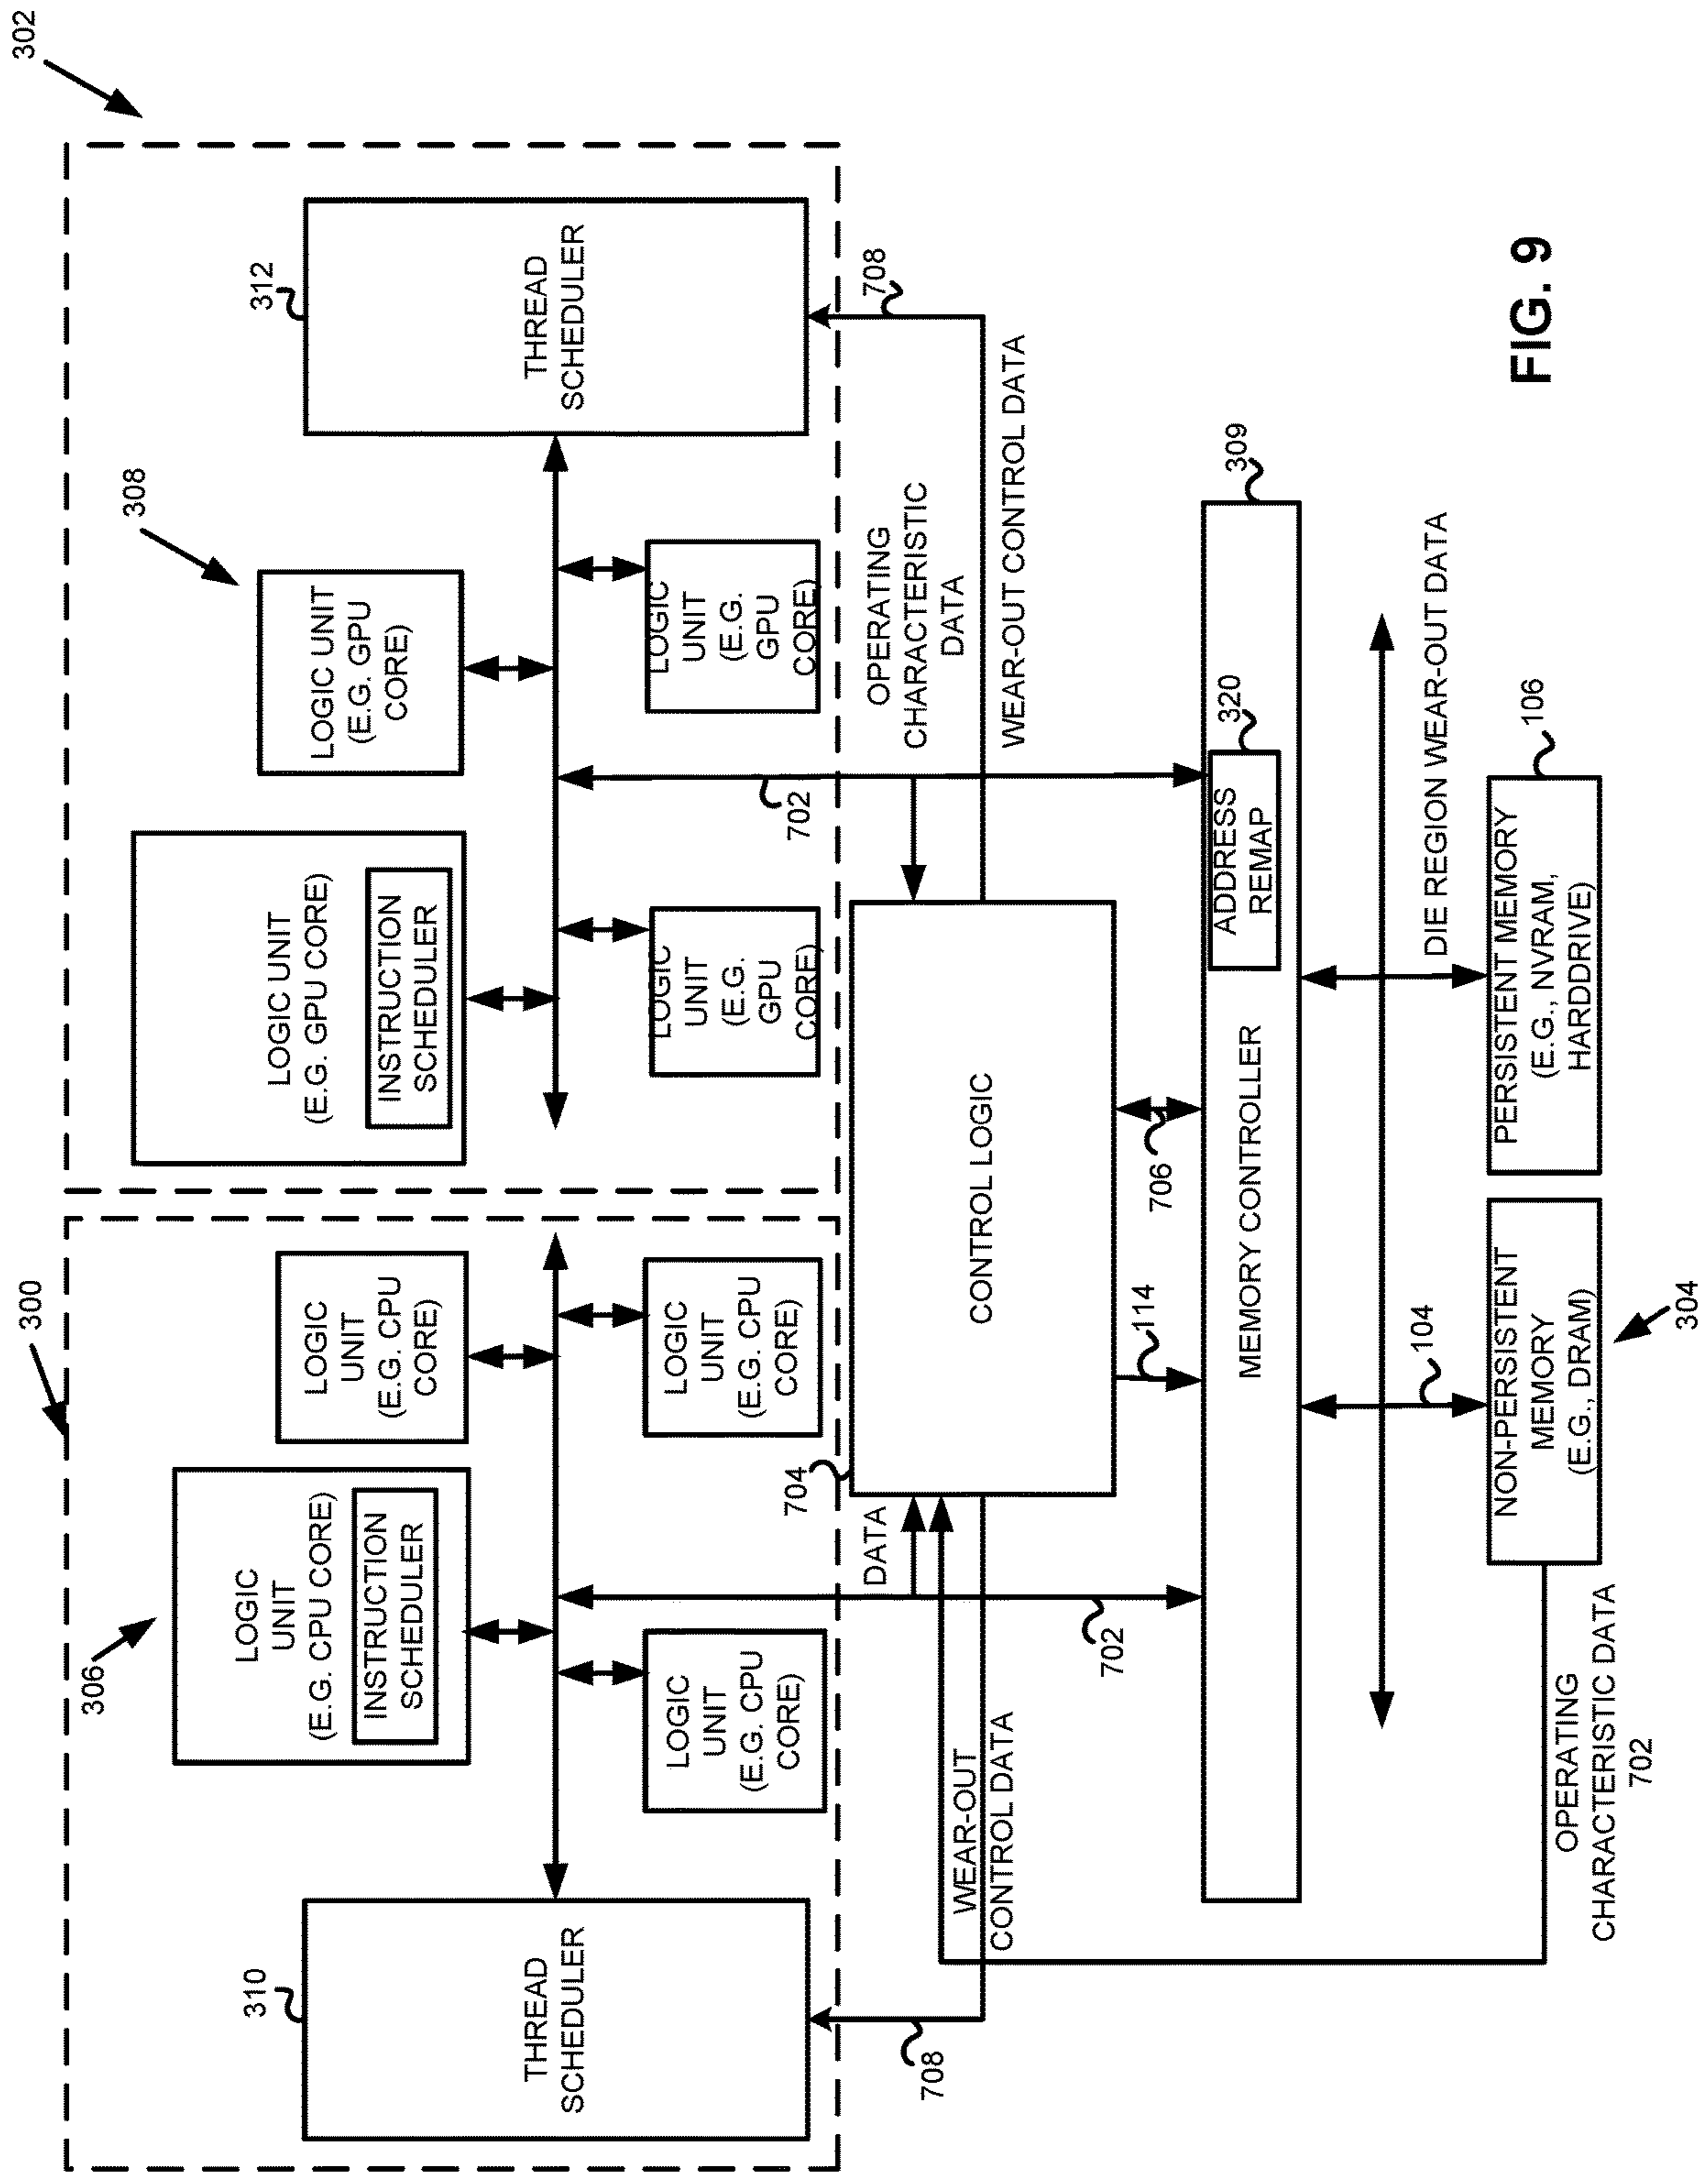 300
302
306
LOGIC
UNIT
(E.G. CPU CORE)
INSTRUCTION
SCHEDULER
LOGIC
UNIT
(E.G. CPU
CORE)
LOGIC UNIT
(E.G. GPU CORE)
INSTRUCTION
SCHEDULER
308
LOGIC UNIT
(E.G. GPU
CORE)
310
THREAD
SCHEDULER
312
THREAD
SCHEDULER
LOGIC
UNIT
(E.G. CPU
CORE)
LOGIC
UNIT
(E.G. CPU
CORE)
LOGIC
UNIT
(E.G.
GPU
CORE)
LOGIC
UNIT
(E.G.
GPU
CORE)
708
704
DATA
702
OPERATING
CHARACTERISTIC
DATA
708
WEAR-OUT
CONTROL DATA
CONTROL LOGIC
WEAR-OUT CONTROL DATA
702
114
706
320
309
MEMORY CONTROLLER
ADDRESS
REMAP
104
DIE REGION WEAR-OUT DATA
106
OPERATING
CHARACTERISTIC DATA
702
NON-PERSISTENT
MEMORY
(E.G., DRAM)
304
PERSISTENT MEMORY
(E.G., NVRAM,
HARDDRIVE)
FIG. 9